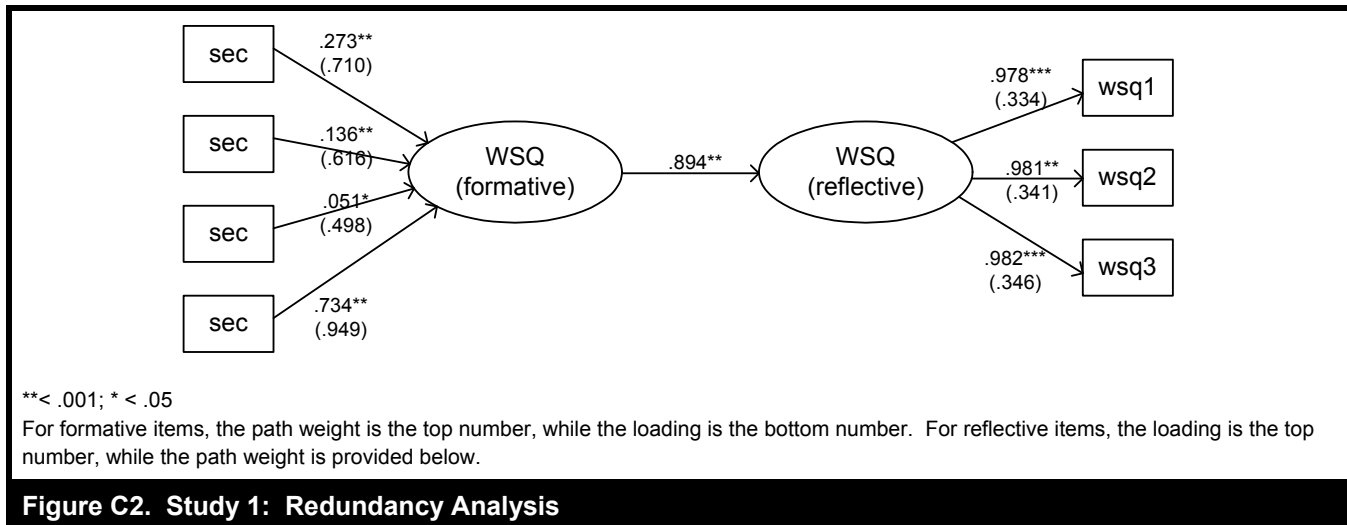 sec
.273**
(.710)
sec
.136**
(.616)
sec
.051*
(.498)
sec
.734**
(.949)
WSQ
(formative)
.894**
WSQ
(reflective)
.978***
(.334)
wsq1
.981**
(.341)
wsq2
.982***
(.346)
wsq3
**< .001; * < .05
For formative items, the path weight is the top number, while the loading is the bottom number. For reflective items, the loading is the top
number, while the path weight is provided below.
Figure C2. Study 1: Redundancy Analysis